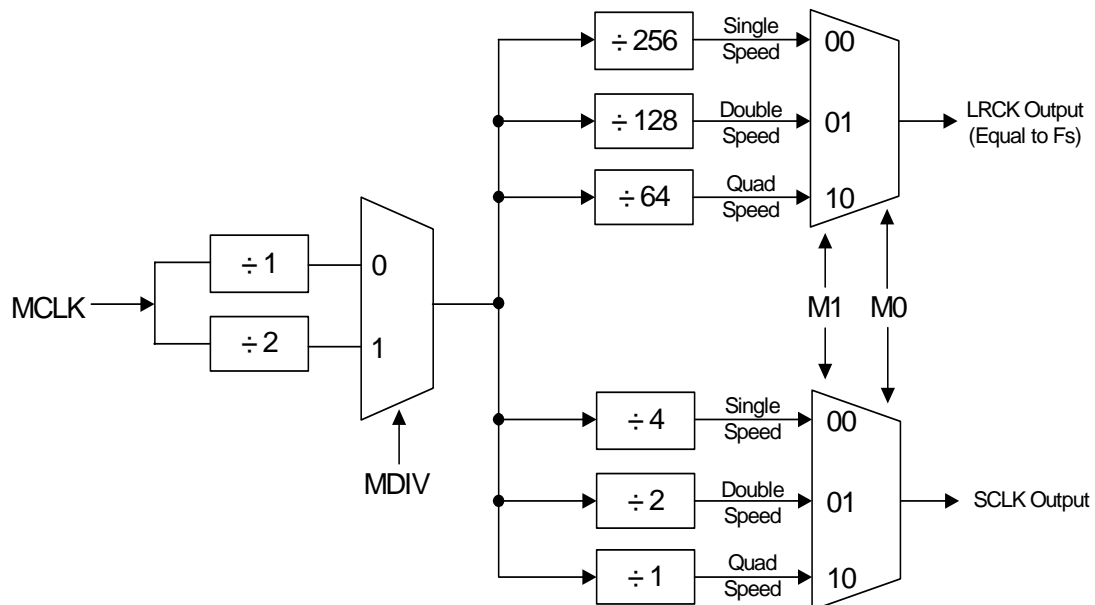 ÷ 256
Single
Speed
00
÷ 128
Double
Speed
01
LRCK Output
(Equal to Fs)
÷ 64
Quad
Speed
10
MCLK
÷ 1
0
÷ 2
1
MDIV
M1
M0
÷ 4
Single
Speed
00
÷ 2
Double
Speed
01
SCLK Output
÷ 1
Quad
Speed
10